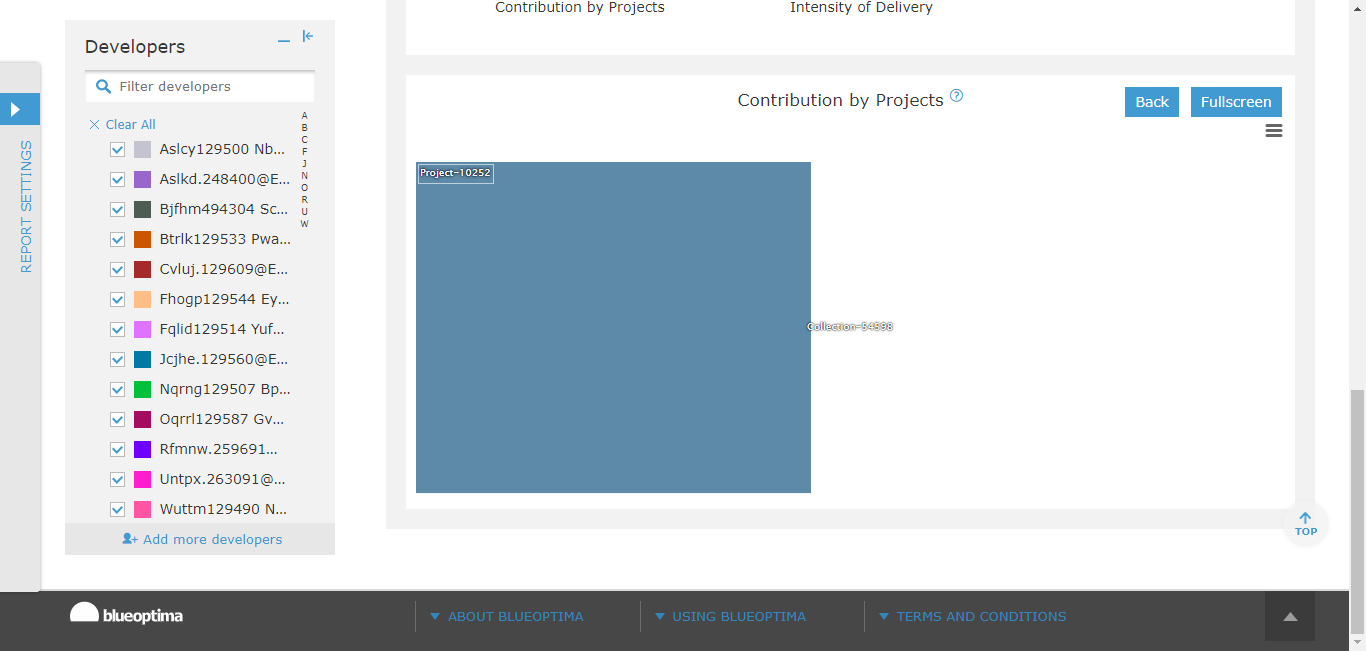 Contribution by Projects
Intensity of Delivery
Developers
Filter developers
Clear All
Aslcy129500 Nb...
Aslkd.248400@E...
Bjfhm494304 Sc...
Btrlk129533 Pwa...
Cvluj.129609@E...
Fhogp129544 Ey...
Fqlid129514 Yuf...
Jcjhe.129560@E...
Nqrng129507 Bp...
Oqrrl129587 Gv...
Rfmnw.259691...
Untpx.263091@...
Wuttm129490 N...
A
B
C
F
J
N
O
R
U
W
Add more developers
REPORT SETTINGS
Contribution by Projects ?
Back
Fullscreen
Project-10252
Collection-54598
TOP
blueoptima
ABOUT BLUEOPTIMA
USING BLUEOPTIMA
TERMS AND CONDITIONS